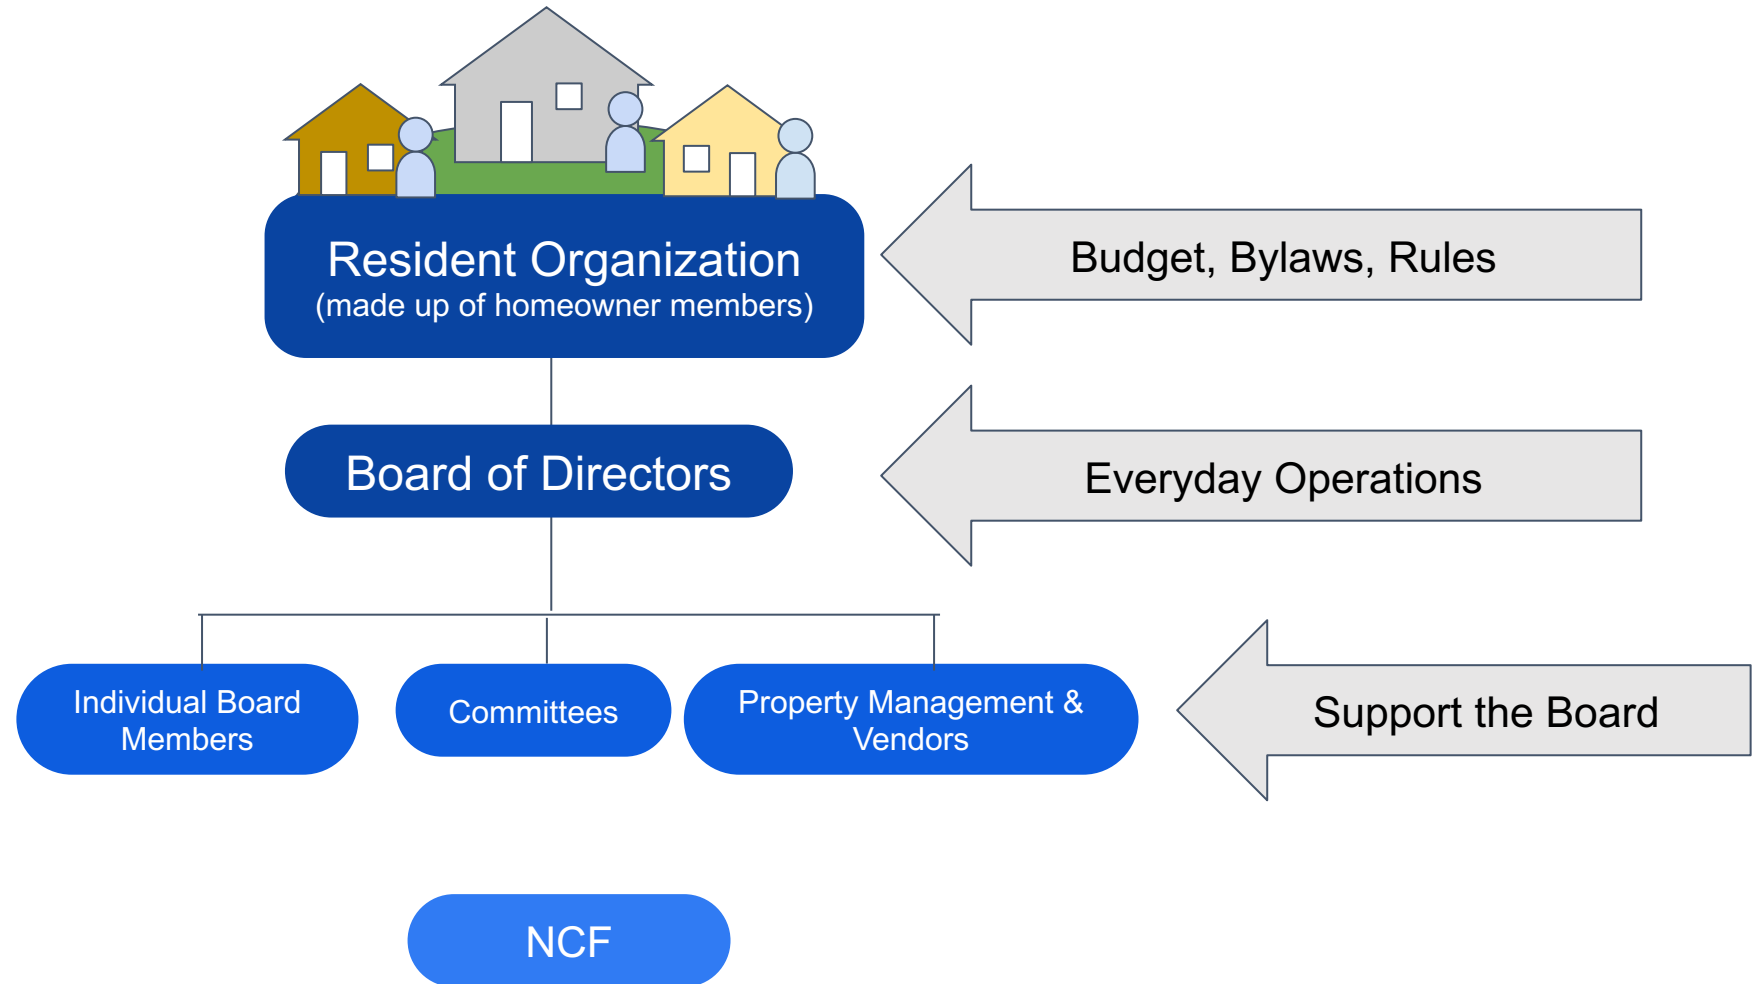 Resident Organization
(made up of homeowner members)
Budget, Bylaws, Rules
Board of Directors
Everyday Operations
Individual Board
Members
Committees
Property Management &
Vendors
Support the Board
NCF